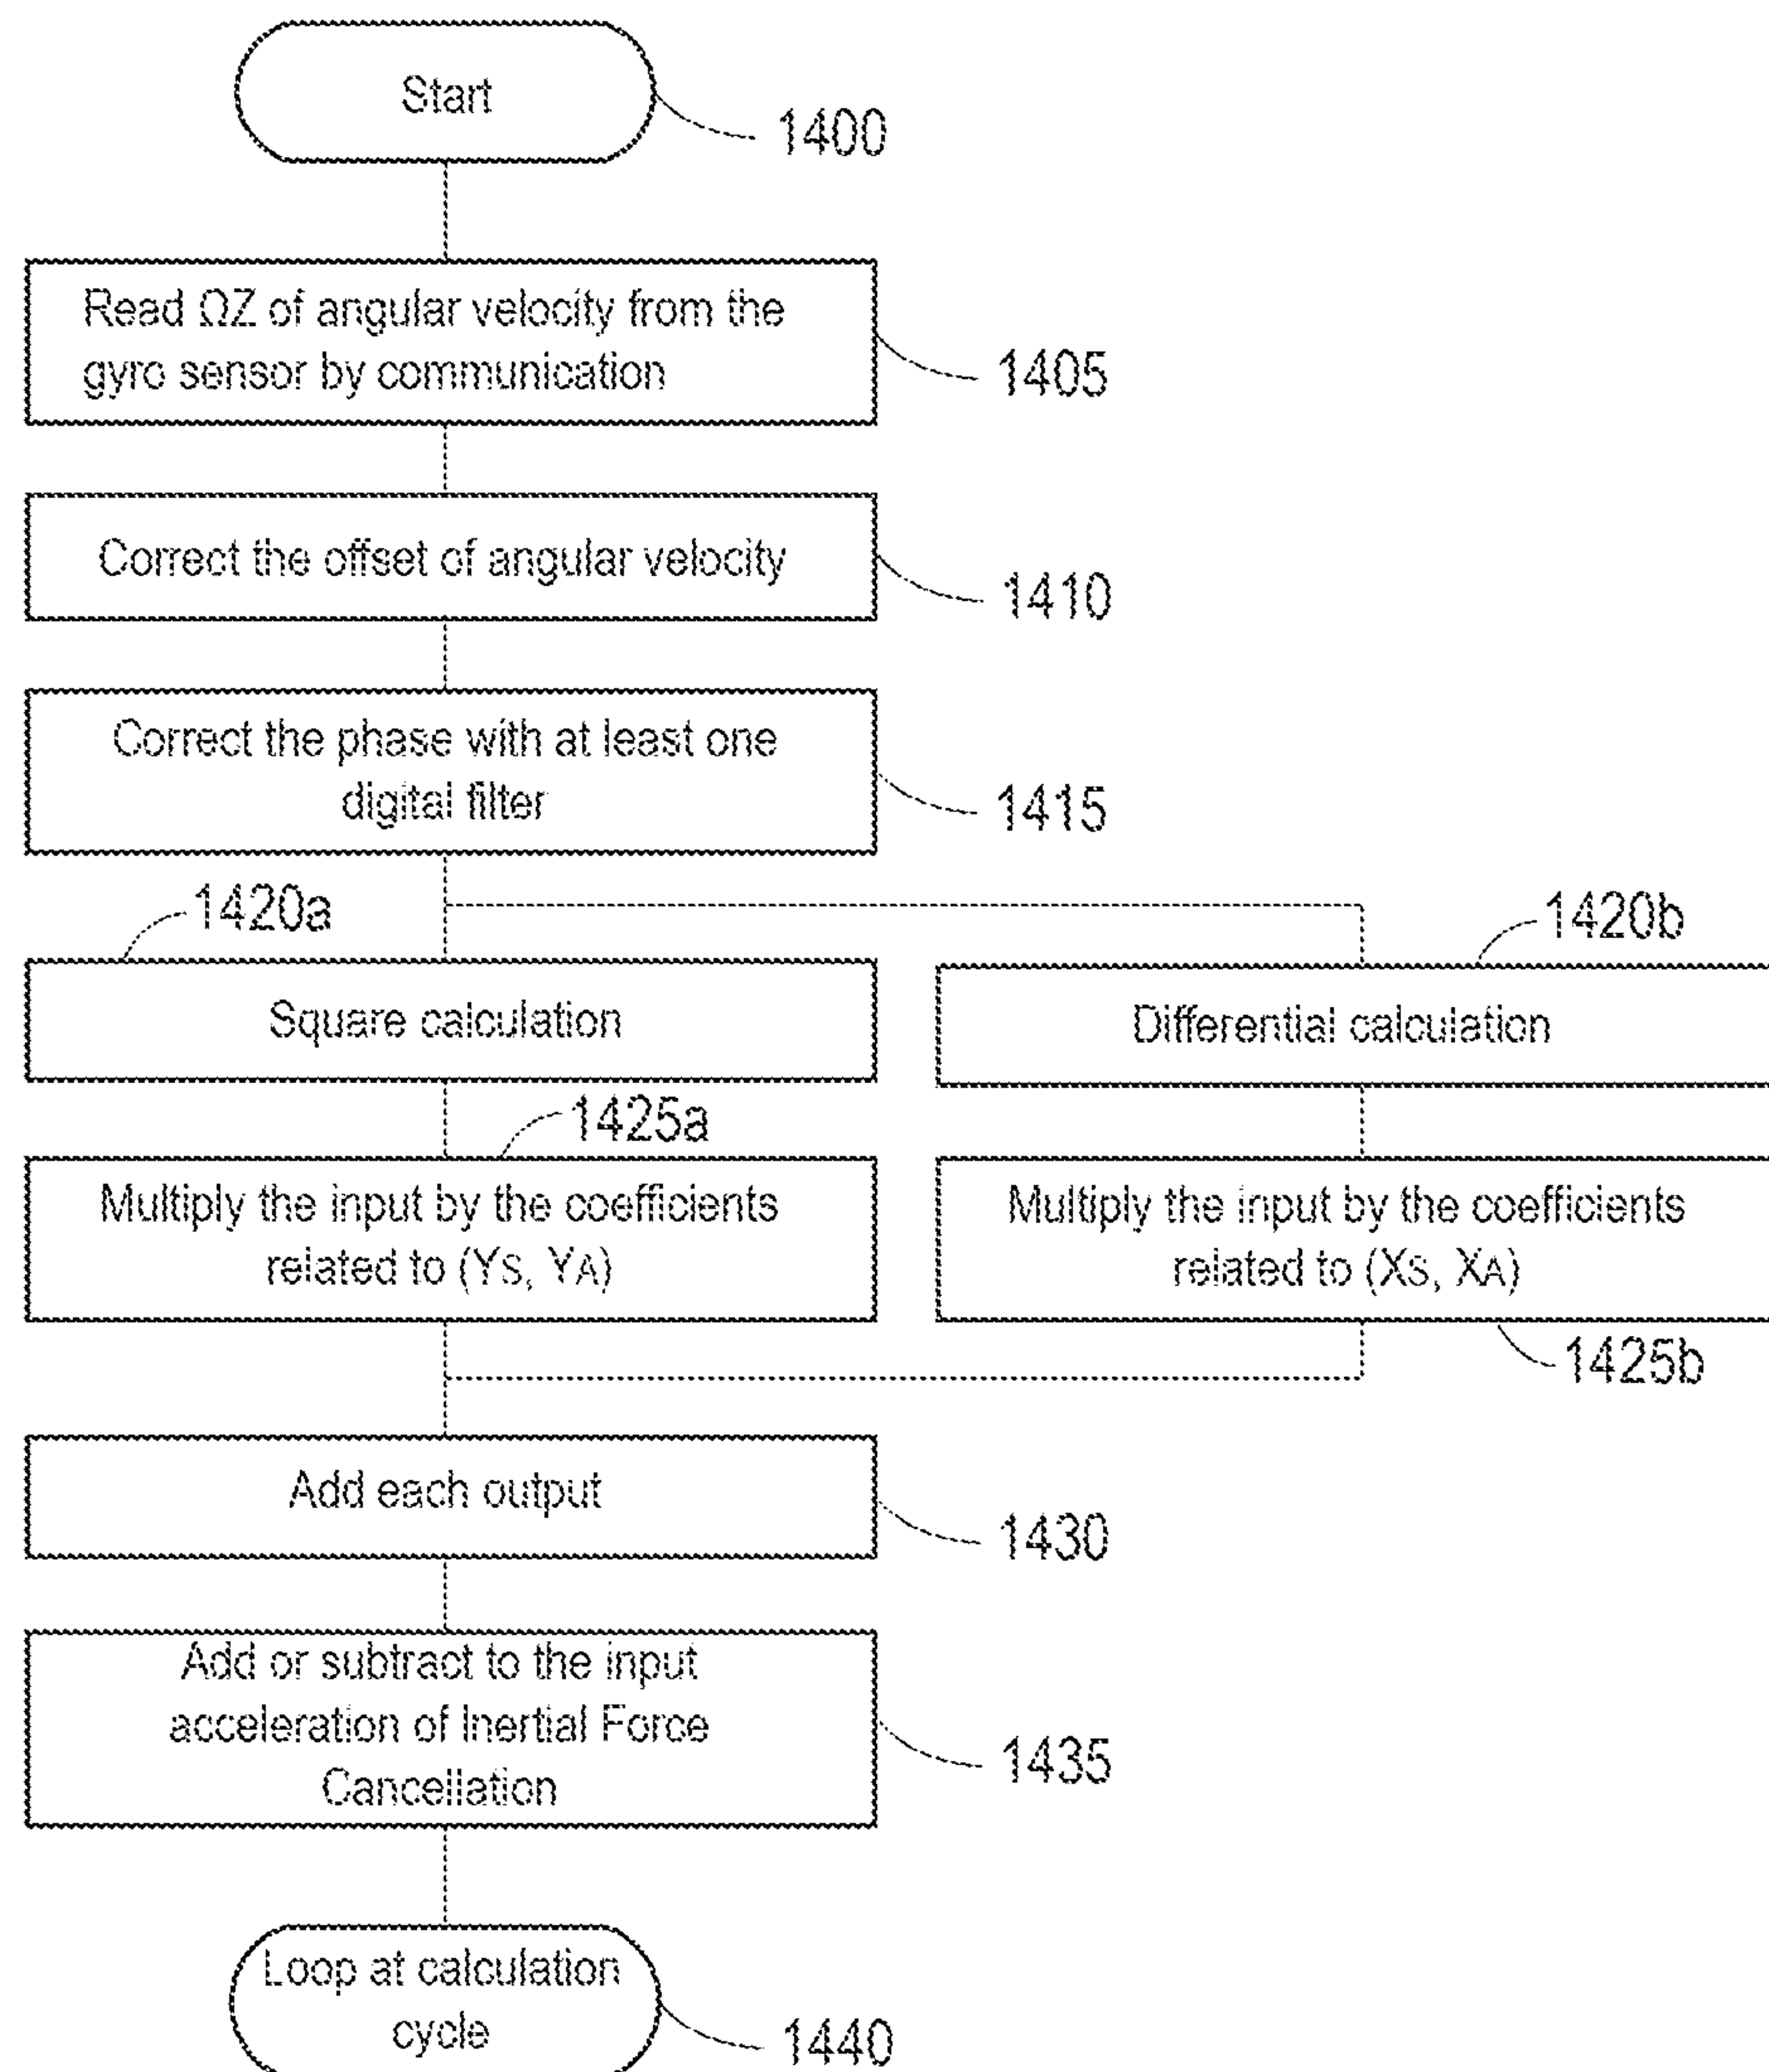 Start
1400
Read ΩZ of angular velocity from the
gyro sensor by communication
1405
Correct the offset of angular velocity
1410
Correct the phase with at least one
digital filter
1415
1420a
1420b
Square calculation
Differential calculation
1425a
Multiply the input by the coefficients
related to (YS, YA)
Multiply the input by the coefficients
related to (XS, XA)
1425b
Add each output
1430
Add or subtract to the input
acceleration of Inertial Force
Cancellation
1435
Loop at calculation
cycle
1440